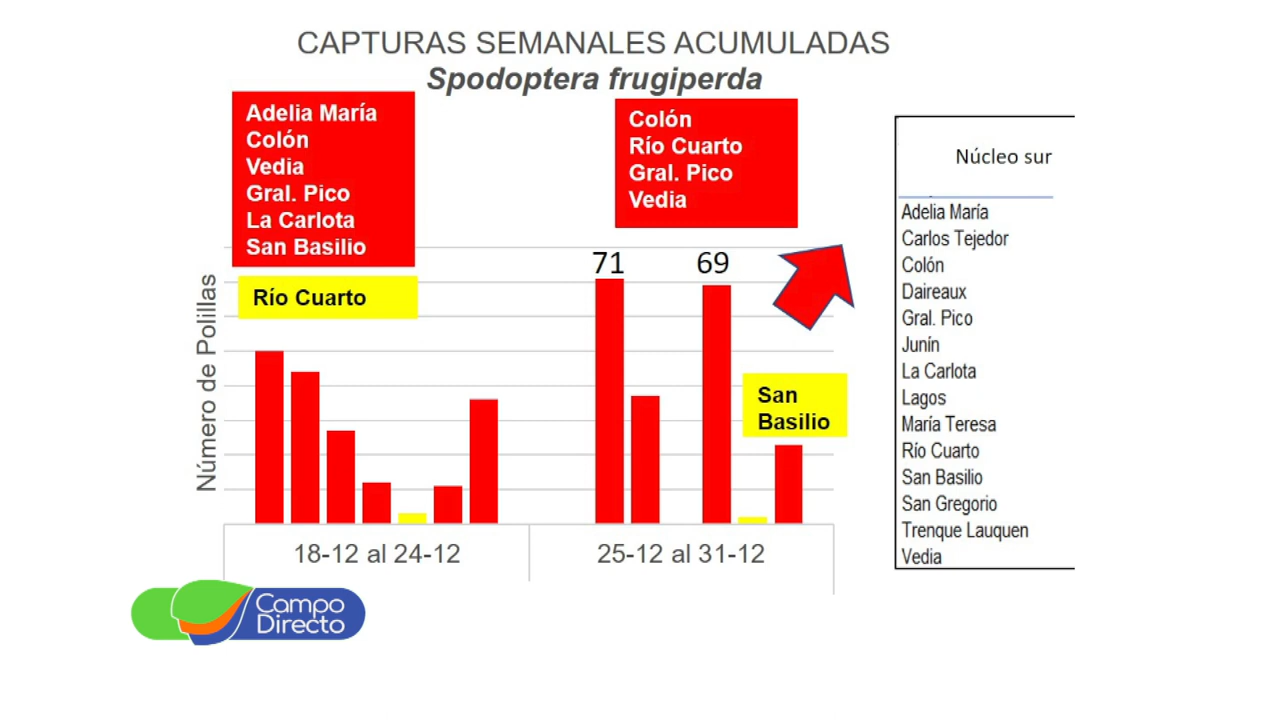 CAPTURAS SEMANALES ACUMULADAS
Spodoptera frugiperda
Adelia María
Colón
Vedia
Gral. Pico
La Carlota
San Basilio
Río Cuarto
Colón
Río Cuarto
Gral. Pico
Vedia
71
69
San
Basilio
Número de Polillas
18-12 al 24-12
25-12 al 31-12
Núcleo sur
Adelia María
Carlos Tejedor
Colón
Daireaux
Gral. Pico
Junín
La Carlota
Lagos
María Teresa
Río Cuarto
San Basilio
San Gregorio
Trenque Lauquen
Vedia
Campo
Directo